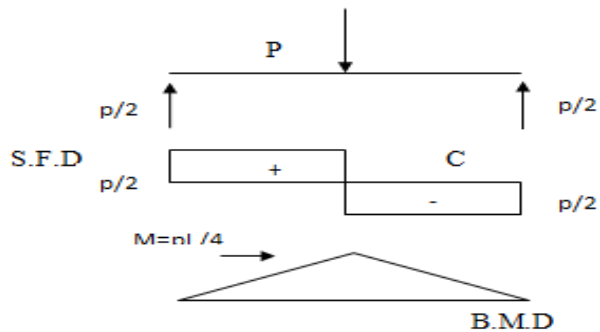 P
p/2 p/2
S.F.D + C
p/2 - p/2
M=pL/4
B.M.D